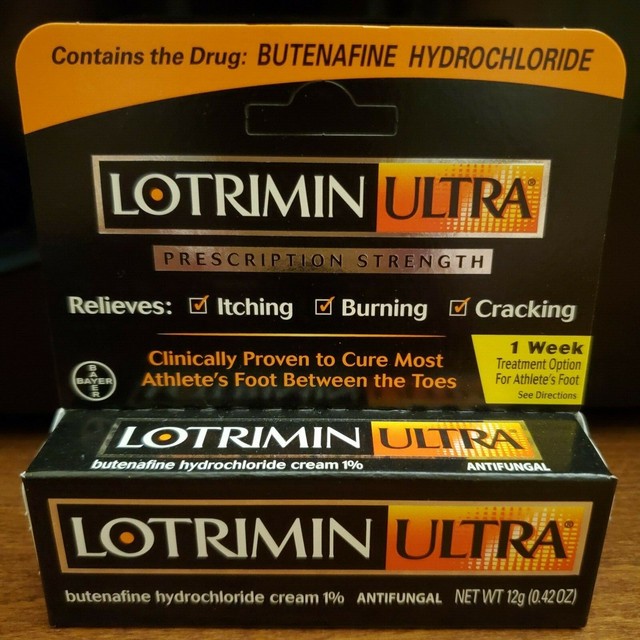 Contains the Drug: BUTENAFINE HYDROCHLORIDE
LOTRIMIN ULTRA®
PRESCRIPTION STRENGTH
Relieves: ☑ Itching ☑ Burning ☑ Cracking
Clinically Proven to Cure Most
Athlete's Foot Between the Toes
1 Week
Treatment Option
For Athlete's Foot
See Directions
BAYER
BAYER
LOTRIMIN ULTRA
butenafine hydrochloride cream 1% ANTIFUNGAL
LOTRIMIN ULTRA®
butenafine hydrochloride cream 1% ANTIFUNGAL NET WT 12g (0.42 OZ)